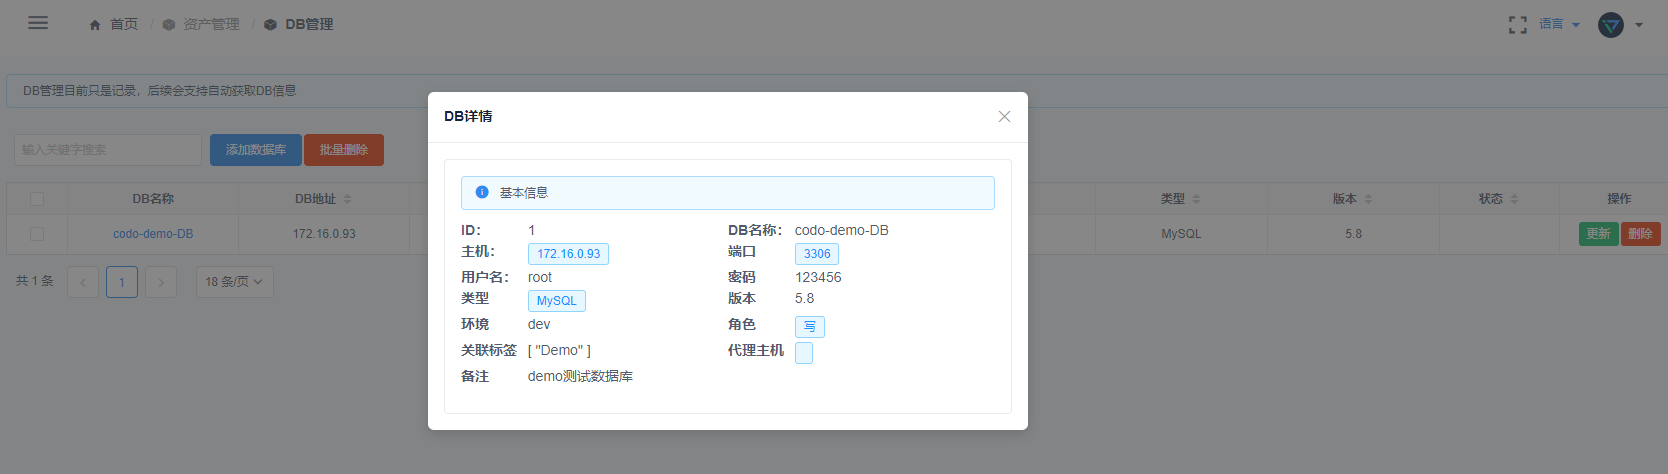 首页 / 资产管理 / DB管理 语言
DB管理目前只是记录，后续会支持自动获取DB信息
输入关键字搜索 添加数据库 批量删除
DB名称 DB地址 类型 版本 状态 操作
codo-demo-DB 172.16.0.93 MySQL 5.8 更新 删除
共 1 条 1 18 条/页
DB详情
基本信息
ID： 1 DB名称： codo-demo-DB
主机： 172.16.0.93 端口 3306
用户名： root 密码 123456
类型 MySQL 版本 5.8
环境 dev 角色 写
关联标签 [ "Demo" ] 代理主机
备注 demo测试数据库